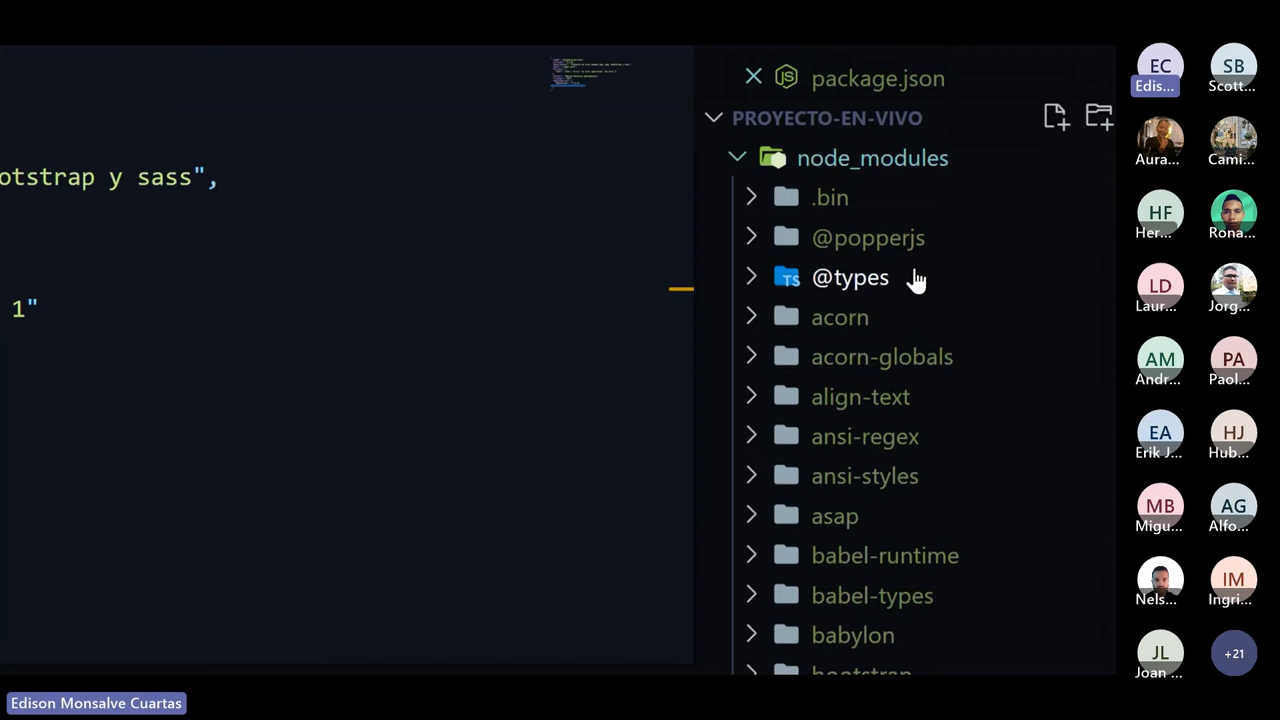 package.json
PROYECTO-EN-VIVO
node_modules
.bin
@popperjs
@types
acorn
acorn-globals
align-text
ansi-regex
ansi-styles
asap
babel-runtime
babel-types
babylon
bootstrap
otstrap y sass",
1"
EC
Edis...
SB
Scott...
Aura...
Cami...
HF
Her...
Rona...
LD
Laur...
Jorg...
AM
Andr...
PA
Paol...
EA
Erik J...
HJ
Hub...
MB
Migu...
AG
Alfo...
Nels...
IM
Ingri...
JL
Joan ...
+21
Edison Monsalve Cuartas